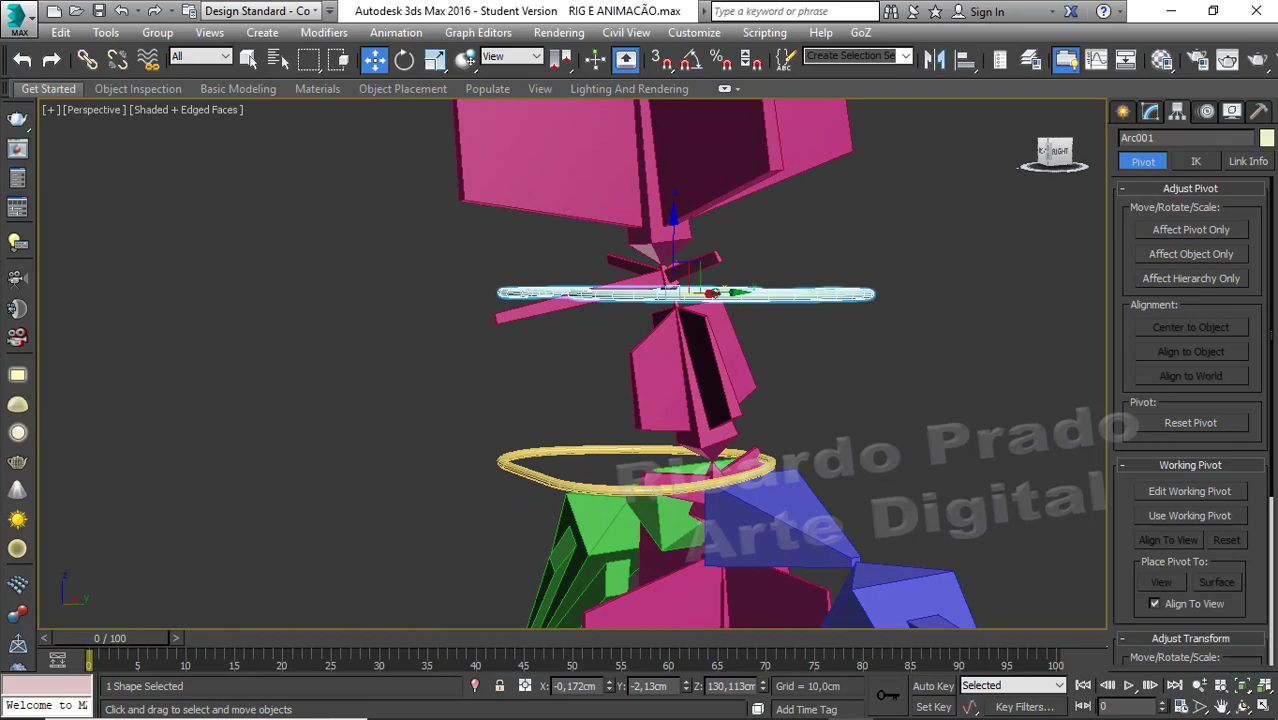 MAX
Design Standard - Co
Autodesk 3ds Max 2016 - Student Version RIG E ANIMACÃO.max
Type a keyword or phrase
Sign In
Edit Tools Group Views Create Modifiers Animation Graph Editors Rendering Civil View Customize Scripting Help GoZ
All
View
3
%
Create Selection Se
Get Started Object Inspection Basic Modeling Materials Object Placement Populate View Lighting And Rendering
[+] [Perspective] [Shaded + Edged Faces]
RIGHT
Arc001
Pivot IK Link Info
- Adjust Pivot
Move/Rotate/Scale:
Affect Pivot Only
Affect Object Only
Affect Hierarchy Only
Alignment:
Center to Object
Align to Object
Align to World
Pivot:
Reset Pivot
- Working Pivot
Edit Working Pivot
Use Working Pivot
Align To View Reset
Place Pivot To:
View Surface
Align To View
- Adjust Transform
Move/Rotate/Scale:
Ricardo Prado
Arte Digital
z
y
< 0 / 100 >
0 5 10 15 20 25 30 35 40 45 50 55 60 65 70 75 80 85 90 95 100
1 Shape Selected
X: -0,172cm Y: -2,13cm Z: 130,113cm Grid = 10,0cm
Auto Key Selected
Welcome to M
Click and drag to select and move objects
Add Time Tag
Set Key Key Filters... 0